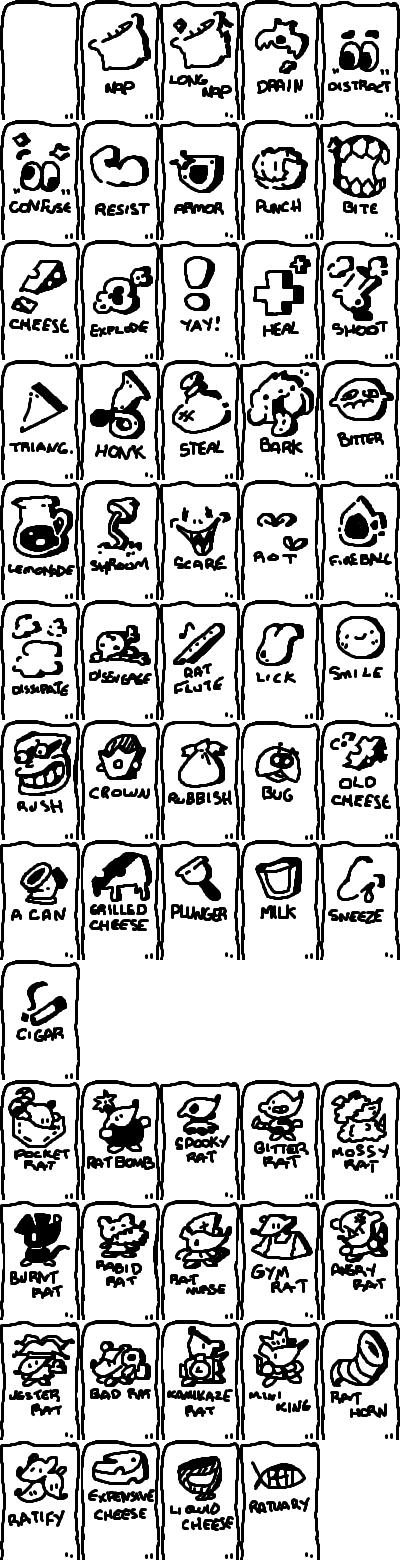 NAP
LONG NAP
DRAIN
DISTRACT
CONFUSE
RESIST
ARMOR
PUNCH
BITE
CHEESE
EXPLODE
YAY!
HEAL
SHOOT
TRIANG.
HONK
STEAL
BARK
BITTER
LEMONADE
SHROOM
SCARE
ROT
FIREBALL
DISSIPATE
DISENGAGE
RAT
FLUTE
LICK
SMILE
RUSH
CROWN
RUBBISH
BUG
OLD
CHEESE
A CAN
GRILLED
CHEESE
PLUNGER
MILK
SNEEZE
CIGAR
POCKET
RAT
RAT BOMB
SPOOKY
RAT
BITTER
RAT
MOSSY
RAT
BURNT
RAT
RABID
RAT
RAT
NURSE
GYM
RAT
ANGRY
RAT
JESTER
RAT
BAD RAT
KAMIKAZE
RAT
MINI
KING
RAT
HORN
RATIFY
EXPENSIVE
CHEESE
LIQUID
CHEESE
RATUARY